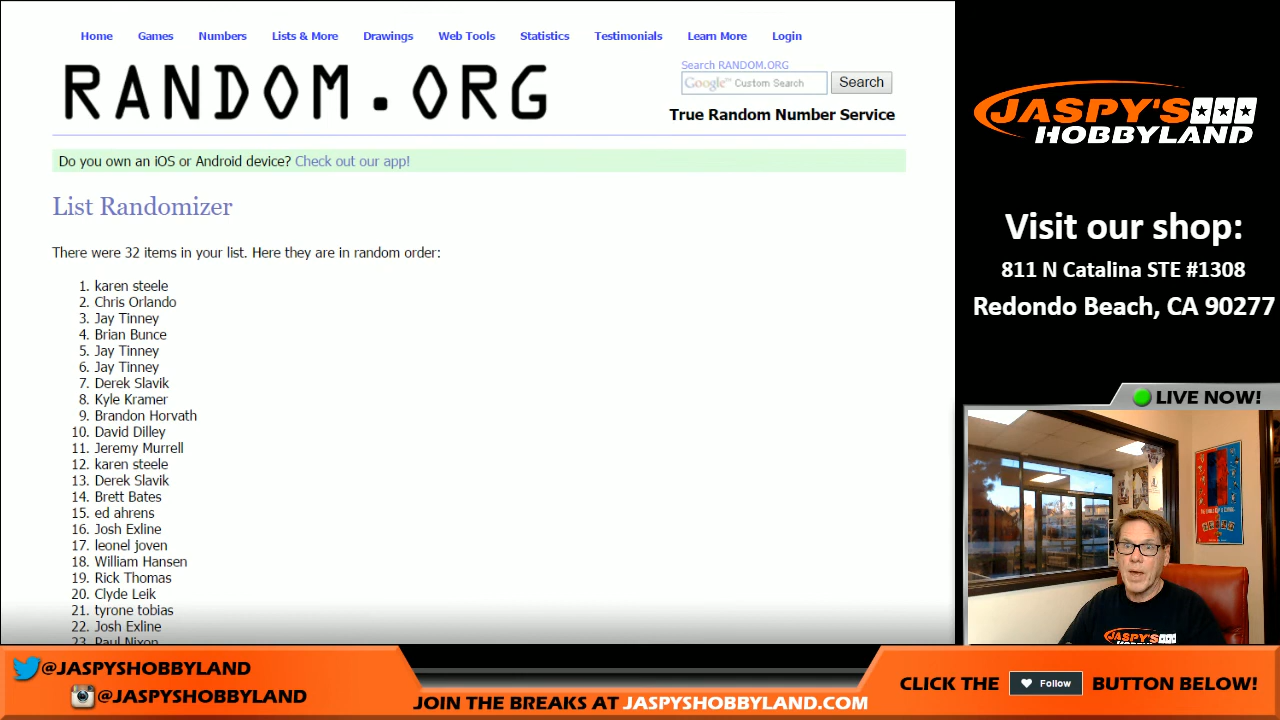 Home Games Numbers Lists & More Drawings Web Tools Statistics Testimonials Learn More Login
RANDOM.ORG
Search RANDOM.ORG
Google™ Custom Search Search
True Random Number Service
Do you own an iOS or Android device? Check out our app!
List Randomizer
There were 32 items in your list. Here they are in random order:
1. karen steele
2. Chris Orlando
3. Jay Tinney
4. Brian Bunce
5. Jay Tinney
6. Jay Tinney
7. Derek Slavik
8. Kyle Kramer
9. Brandon Horvath
10. David Dilley
11. Jeremy Murrell
12. karen steele
13. Derek Slavik
14. Brett Bates
15. ed ahrens
16. Josh Exline
17. leonel joven
18. William Hansen
19. Rick Thomas
20. Clyde Leik
21. tyrone tobias
22. Josh Exline
23. Paul Nixon
JASPY'S
HOBBYLAND
Visit our shop:
811 N Catalina STE #1308
Redondo Beach, CA 90277
LIVE NOW!
JASPY'S
@JASPYSHOBBYLAND
@JASPYSHOBBYLAND
JOIN THE BREAKS AT JASPYSHOBBYLAND.COM
CLICK THE Follow BUTTON BELOW!